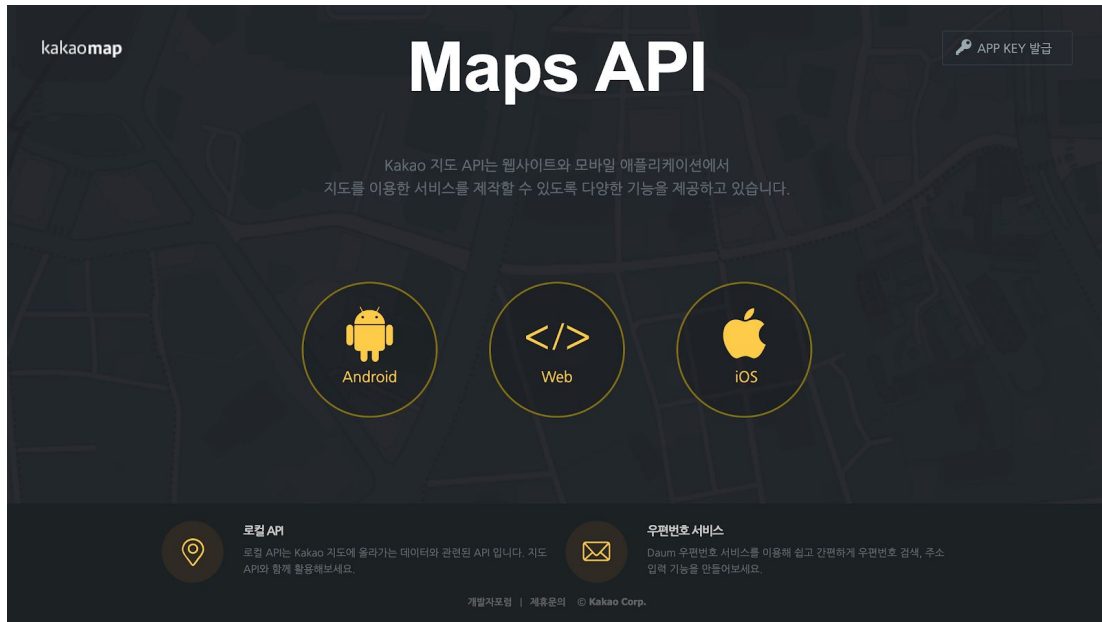 kakaomap
Maps API
APP KEY 발급
Kakao 지도 API는 웹사이트와 모바일 애플리케이션에서
지도를 이용한 서비스를 제작할 수 있도록 다양한 기능을 제공하고 있습니다.
Android
</>
Web
iOS
로컬 API
로컬 API는 Kakao 지도에 올라가는 데이터와 관련된 API 입니다. 지도
API와 함께 활용해보세요.
우편번호 서비스
Daum 우편번호 서비스를 이용해 쉽고 간편하게 우편번호 검색, 주소
입력 기능을 만들어보세요.
개발자포럼 | 제휴문의 © Kakao Corp.